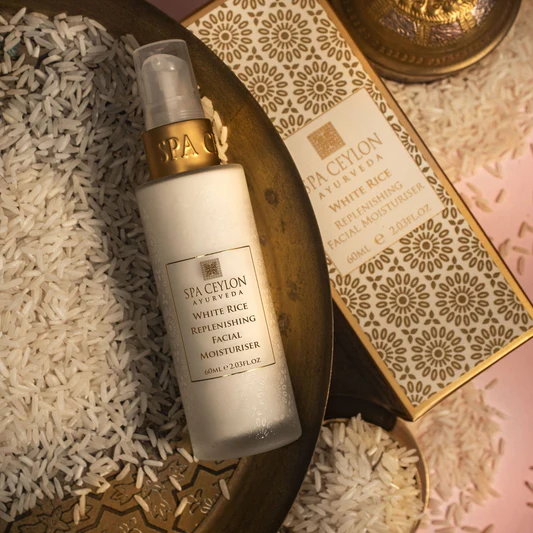 SPA C
SPA CEYLON
AYURVEDA
WHITE RICE
REPLENISHING
FACIAL
MOISTURISER
60ML e 2.03FL.OZ
SPA CEYLON
AYURVEDA
WHITE RICE
REPLENISHING
FACIAL MOISTURISER
60ML e 2.03FL.OZ